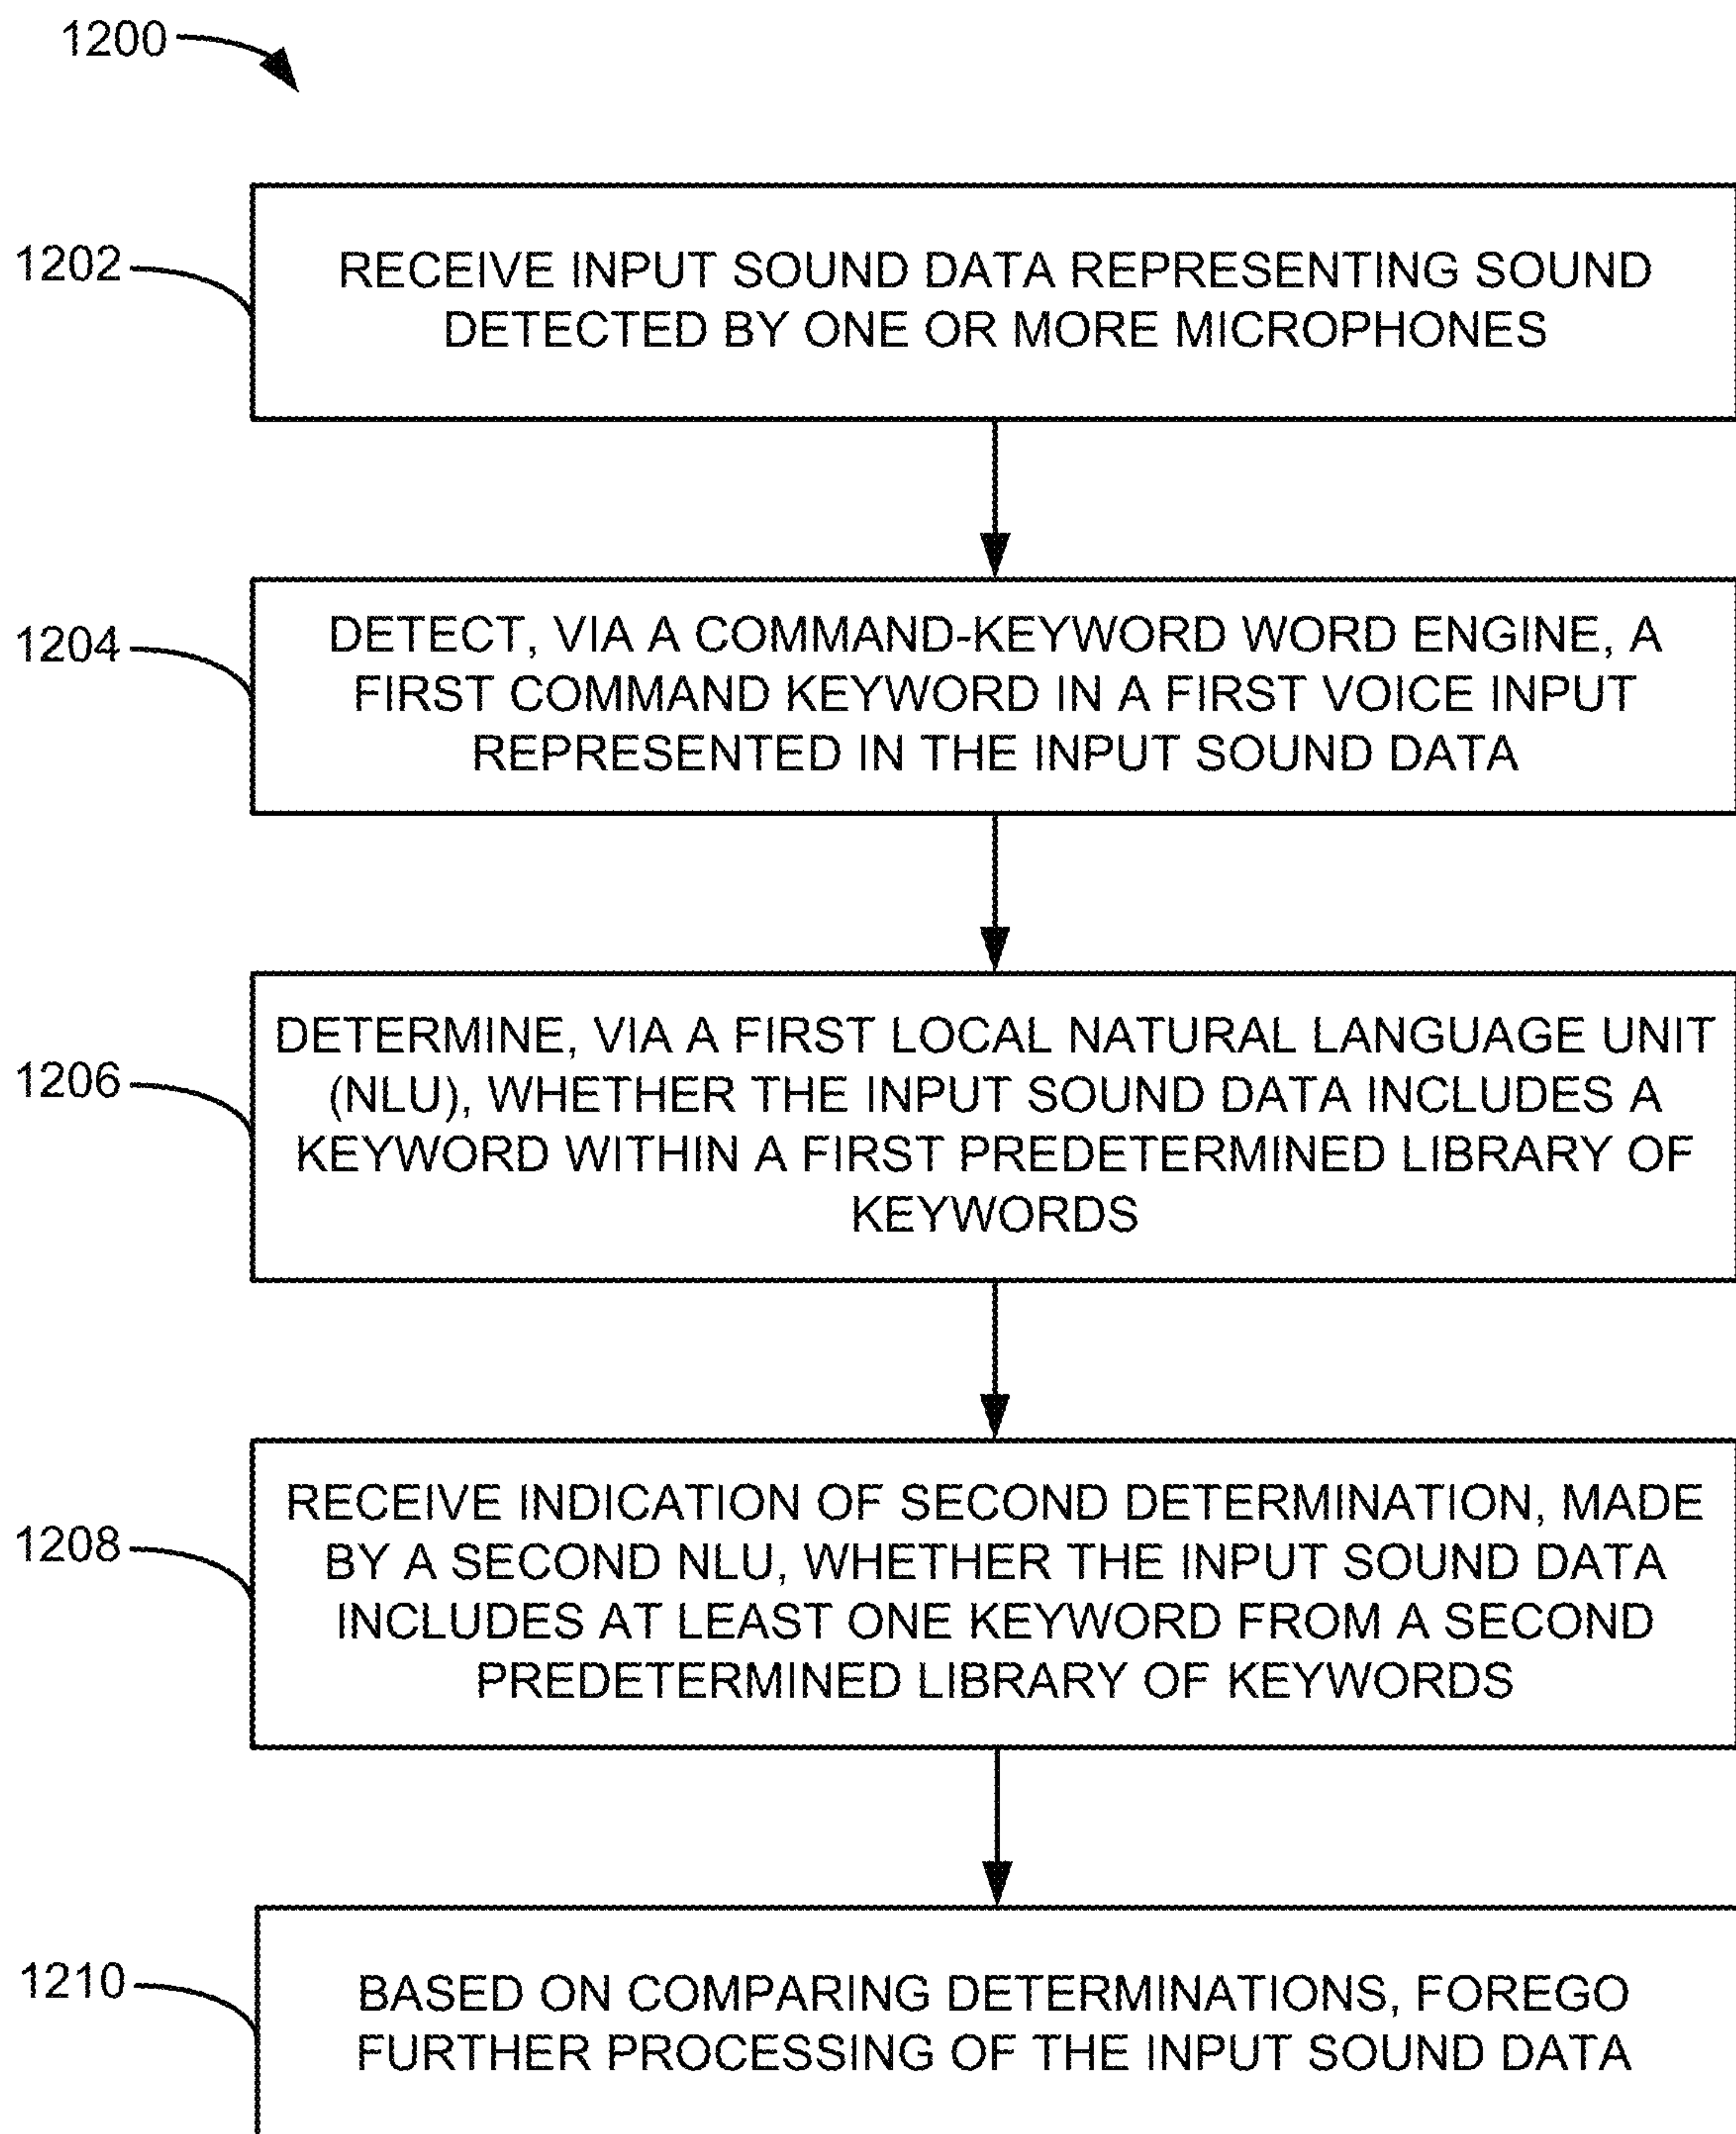 1200
1202
RECEIVE INPUT SOUND DATA REPRESENTING SOUND
DETECTED BY ONE OR MORE MICROPHONES
1204
DETECT, VIA A COMMAND-KEYWORD WORD ENGINE, A
FIRST COMMAND KEYWORD IN A FIRST VOICE INPUT
REPRESENTED IN THE INPUT SOUND DATA
1206
DETERMINE, VIA A FIRST LOCAL NATURAL LANGUAGE UNIT
(NLU), WHETHER THE INPUT SOUND DATA INCLUDES A
KEYWORD WITHIN A FIRST PREDETERMINED LIBRARY OF
KEYWORDS
1208
RECEIVE INDICATION OF SECOND DETERMINATION, MADE
BY A SECOND NLU, WHETHER THE INPUT SOUND DATA
INCLUDES AT LEAST ONE KEYWORD FROM A SECOND
PREDETERMINED LIBRARY OF KEYWORDS
1210
BASED ON COMPARING DETERMINATIONS, FOREGO
FURTHER PROCESSING OF THE INPUT SOUND DATA